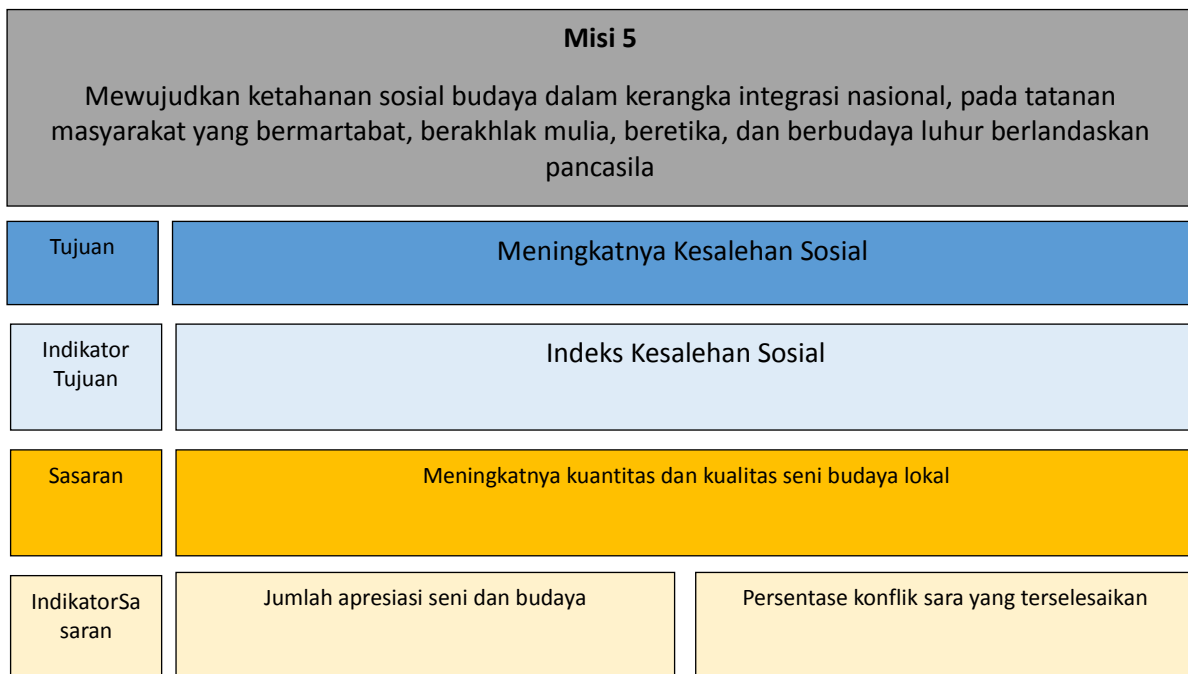 Misi 5
Mewujudkan ketahanan sosial budaya dalam kerangka integrasi nasional, pada tatanan
masyarakat yang bermartabat, berakhlak mulia, beretika, dan berbudaya luhur berlandaskan
pancasila
Tujuan
Meningkatnya Kesalehan Sosial
Indikator
Tujuan
Indeks Kesalehan Sosial
Sasaran
Meningkatnya kuantitas dan kualitas seni budaya lokal
IndikatorSa
saran
Jumlah apresiasi seni dan budaya
Persentase konflik sara yang terselesaikan